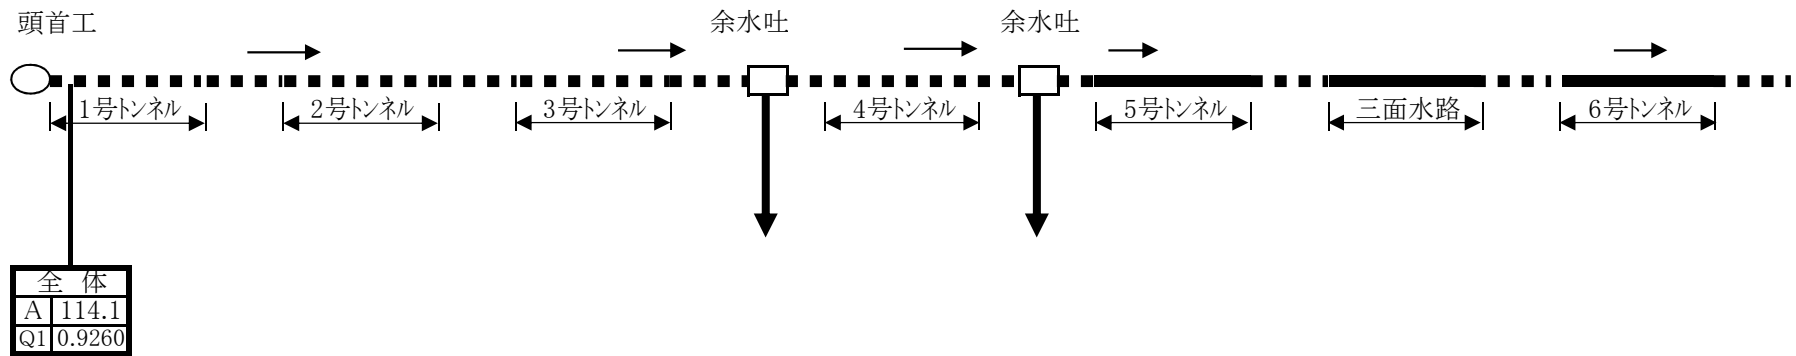 頭首工
余水吐
余水吐
1号トンネル
2号トンネル
3号トンネル
4号トンネル
5号トンネル
三面水路
6号トンネル
全 体
A 114.1
Q1 0.9260